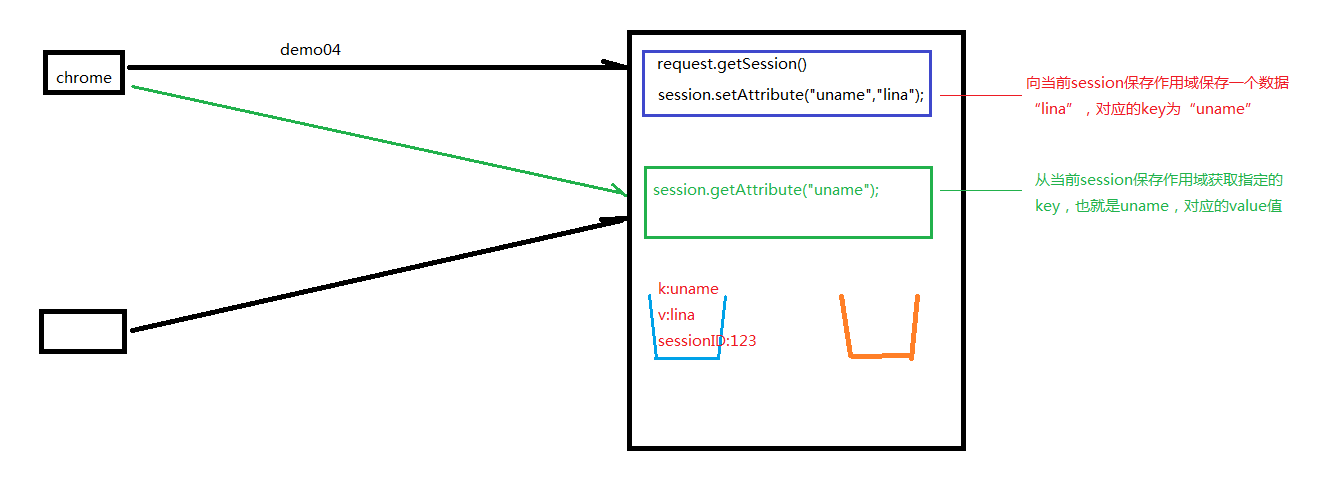 demo04
chrome
request.getSession()
session.setAttribute("uname","lina");
向当前session保存作用域保存一个数据
“lina”，对应的key为“uname”
session.getAttribute("uname");
从当前session保存作用域获取指定的
key，也就是uname，对应的value值
k:uname
v:lina
sessionID:123